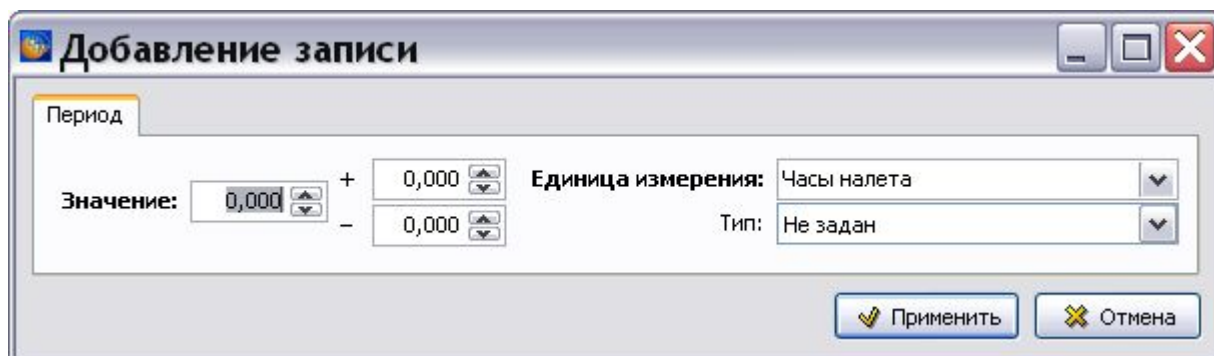 Добавление записи
Период
Значение: 0,000 + 0,000 Единица измерения: Часы налета
– 0,000 Тип: Не задан
Применить Отмена